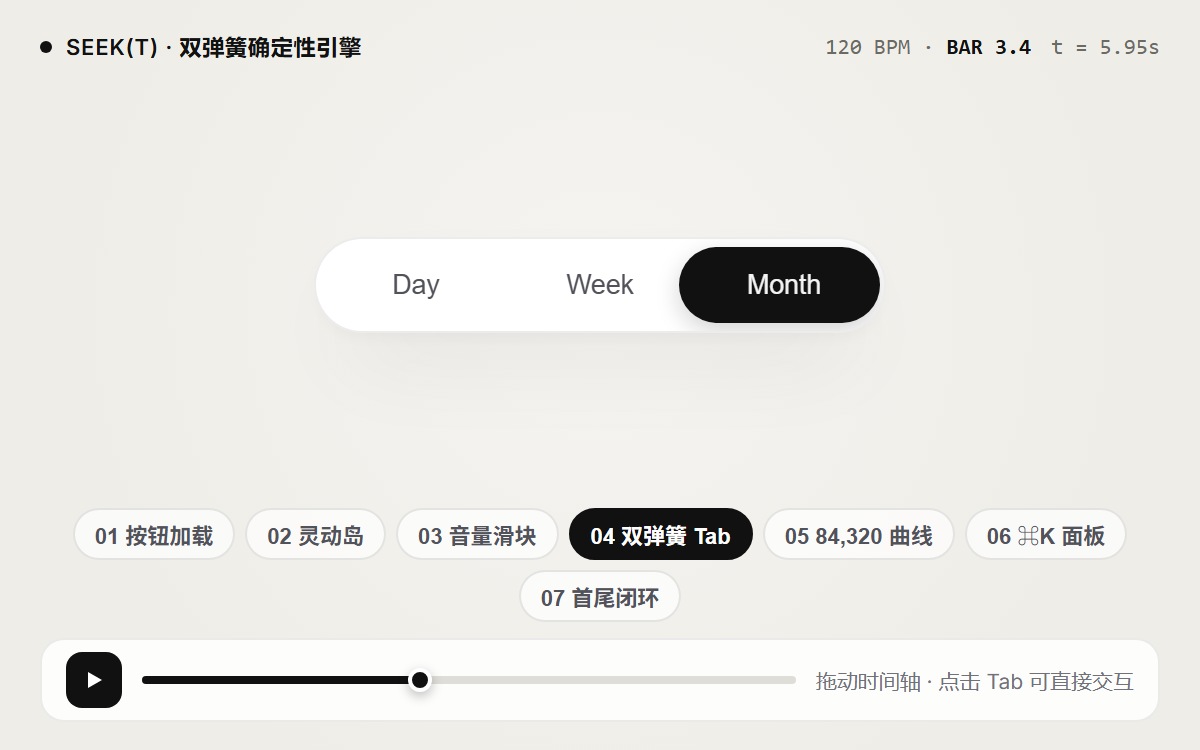 SEEK(T) · 双弹簧确定性引擎
120 BPM · BAR 3.4 t = 5.95s
Day Week Month
01 按钮加载 02 灵动岛 03 音量滑块 04 双弹簧 Tab 05 84,320 曲线 06 ⌘K 面板
07 首尾闭环
拖动时间轴 · 点击 Tab 可直接交互